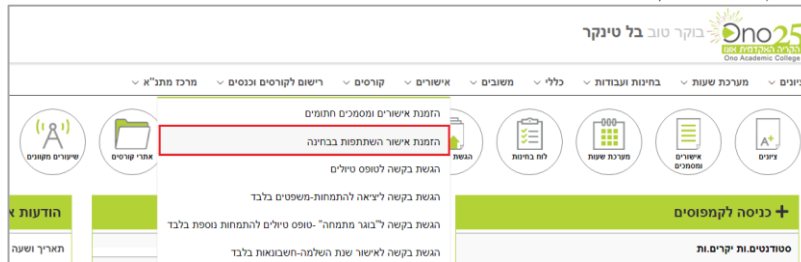 בוקר טוב בל טינקר
Ono25
הקריה האקדמית אונו
Ono Academic College
ציונים
מערכת שעות
בחינות ועבודות
כללי
משובים
אישורים
קורסים
רישום לקורסים וכנסים
מרכז מתנ"א
הזמנת אישורים ומסמכים חתומים
הזמנת אישור השתתפות בבחינה
הגשת בקשה לטופס טיולים
הגשת בקשה ליציאה להתמחות-משפטים בלבד
הגשת בקשה ל"בוגר מתמחה" -טופס טיולים להתמחות נוספת בלבד
הגשת בקשה לאישור שנת השלמה-חשבונאות בלבד
A+
ציונים
אישורים
ומסמכים
מערכת שעות
לוח בחינות
הגשת
אתרי קורסים
שיעורים מקוונים
+ כניסה לקמפוסים
סטודנטים.ות יקרים.ות
הודעות א
תאריך ושעה